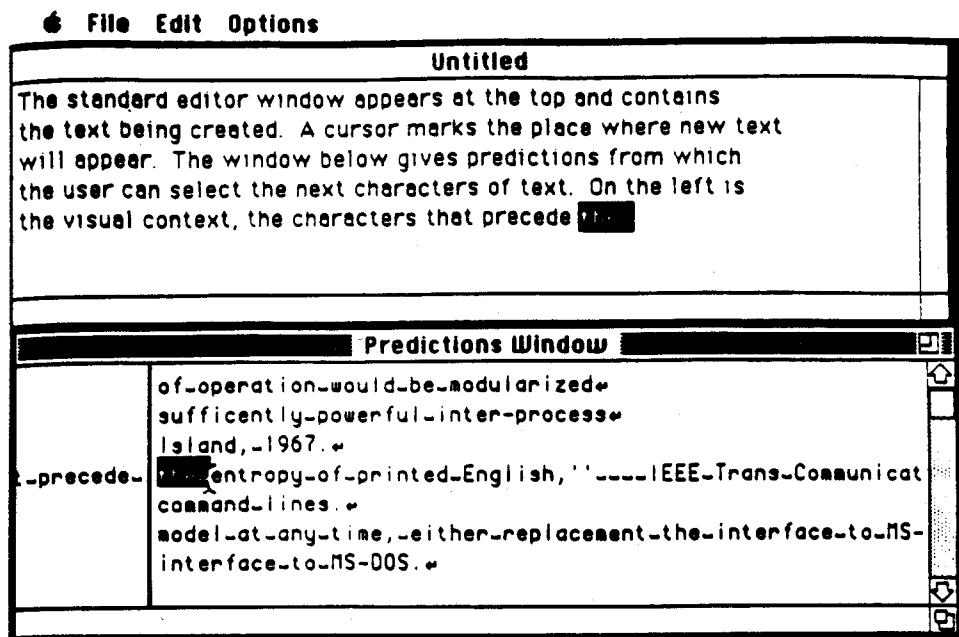 File Edit Options
Untitled
The standard editor window appears at the top and contains
the text being created. A cursor marks the place where new text
will appear. The window below gives predictions from which
the user can select the next characters of text. On the left is
the visual context, the characters that precede
Predictions Window
of-operation-would-be-modularized↵
sufficently-powerful-inter-process↵
Island,-1967.↵
t-precede- entropy-of-printed-English,''----IEEE-Trans-Communicat
command-lines.↵
model-at-any-time,-either-replacement-the-interface-to-MS-
interface-to-MS-DOS.↵